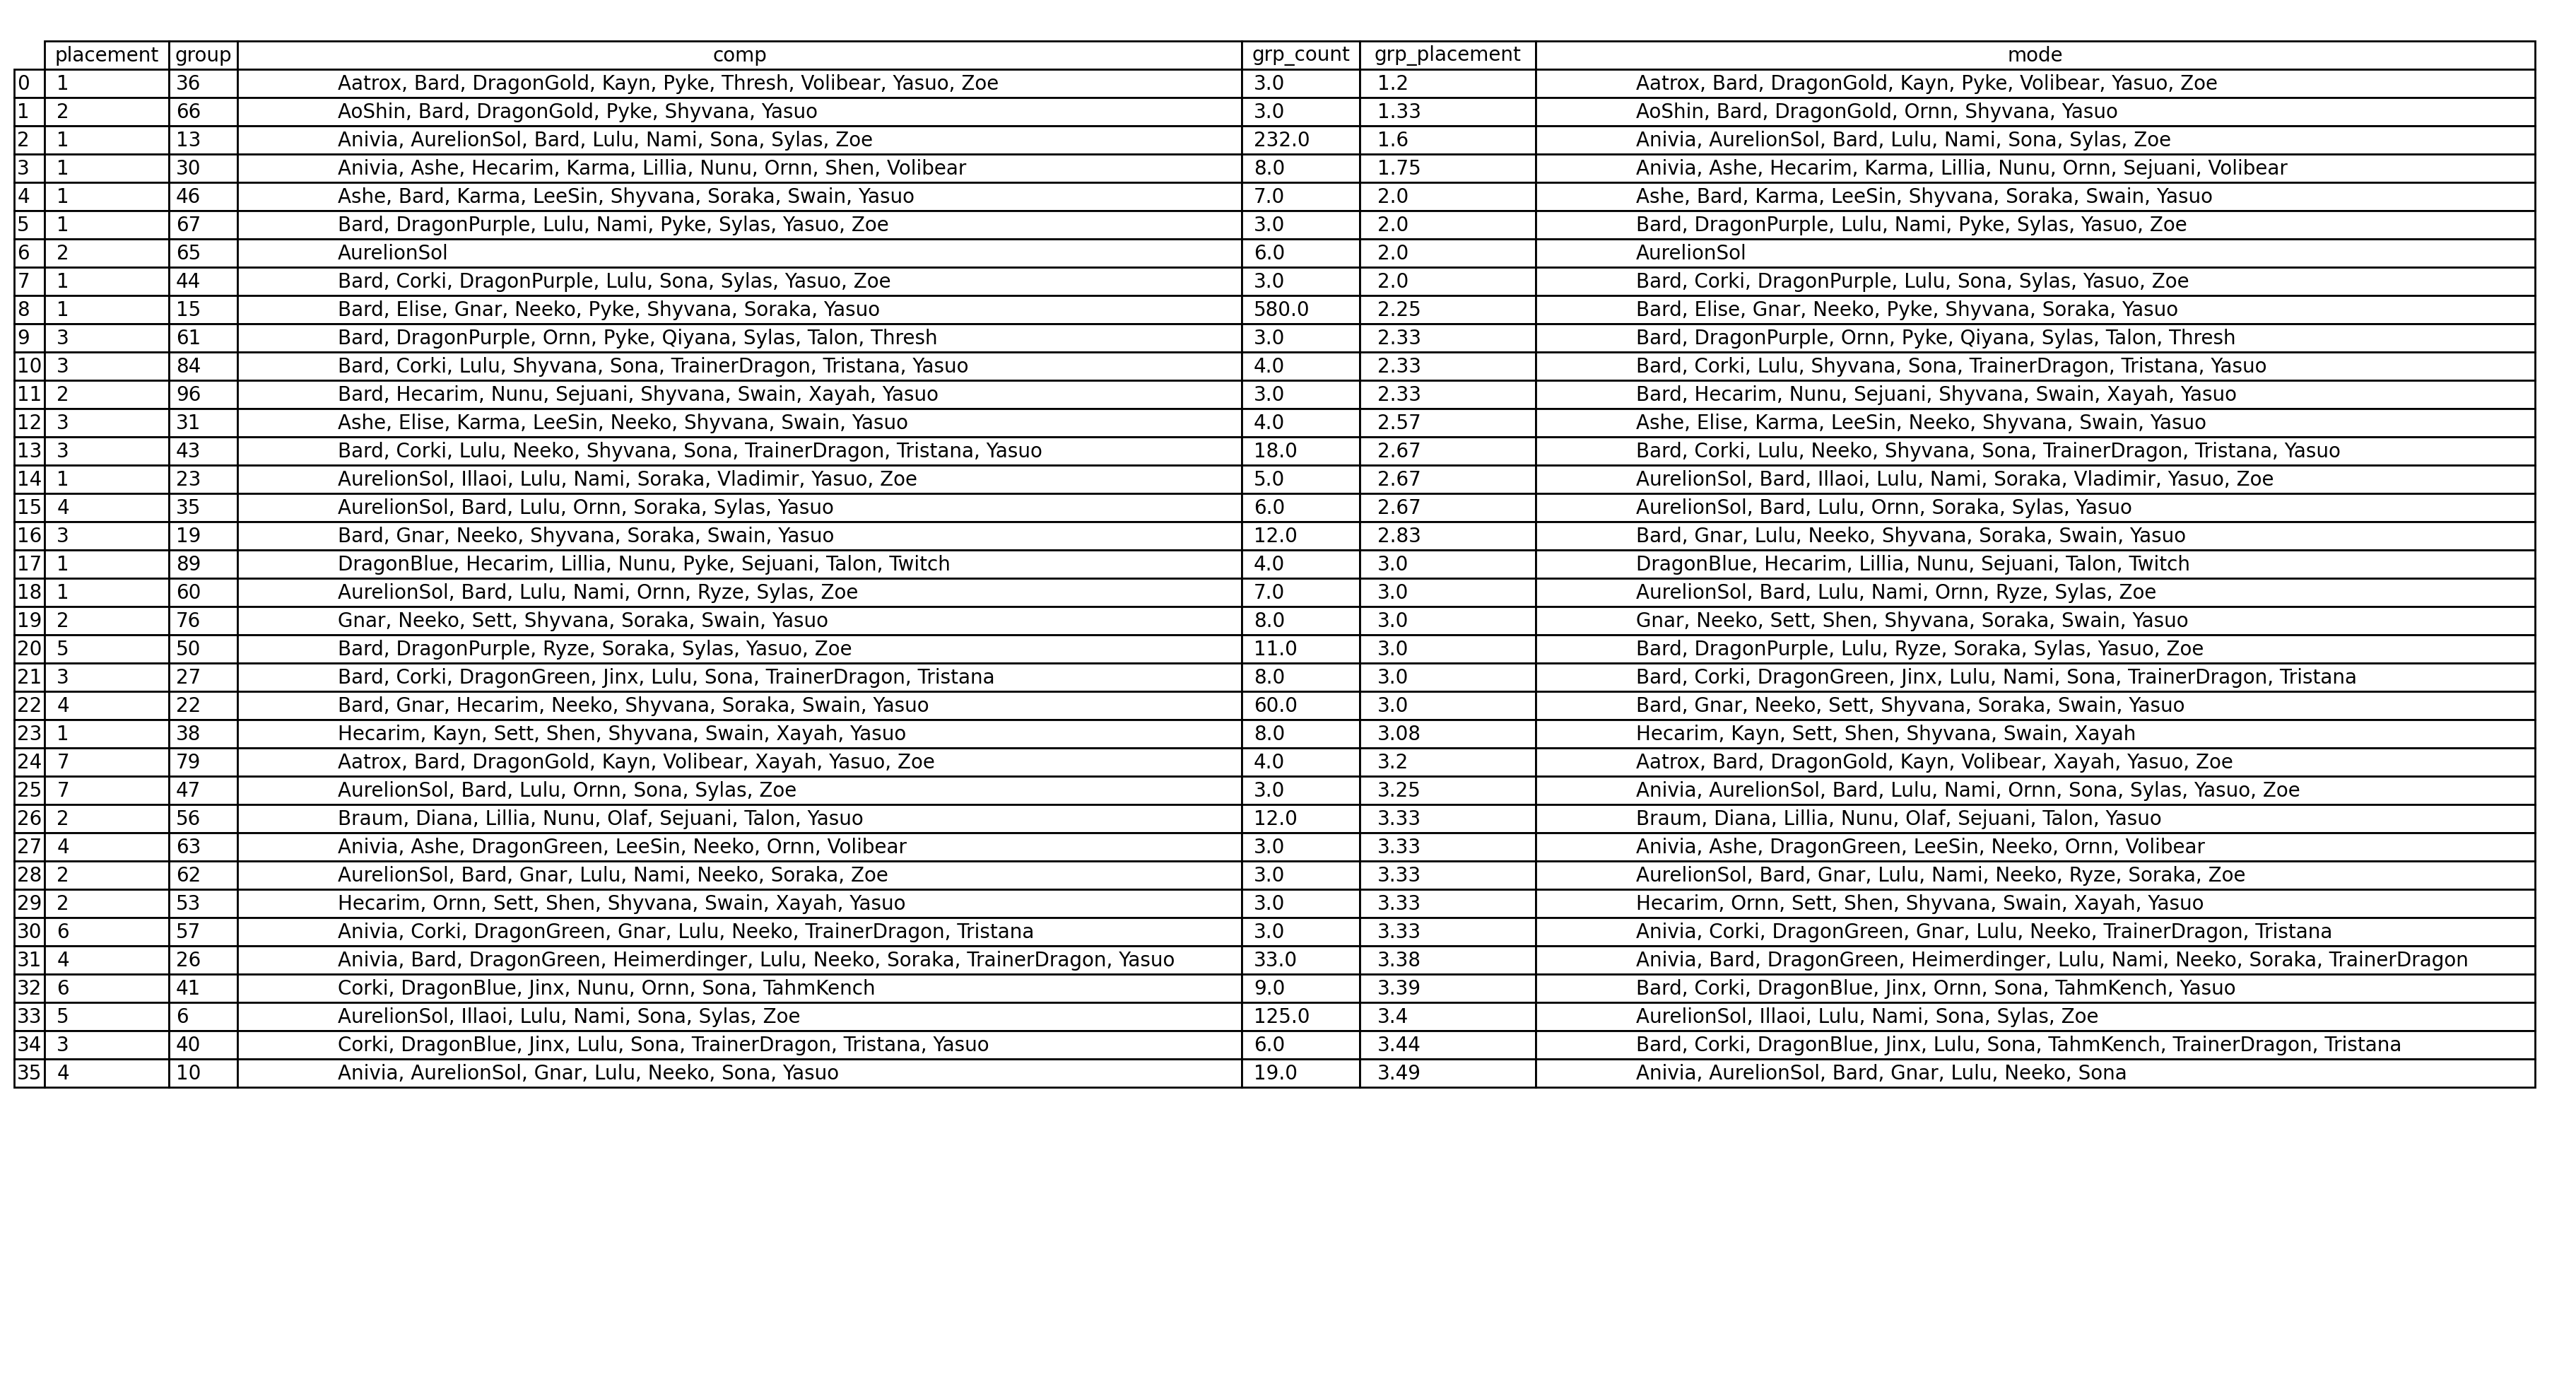 placement group comp grp_count grp_placement mode
0 1 36 Aatrox, Bard, DragonGold, Kayn, Pyke, Thresh, Volibear, Yasuo, Zoe 3.0 1.2 Aatrox, Bard, DragonGold, Kayn, Pyke, Volibear, Yasuo, Zoe
1 2 66 AoShin, Bard, DragonGold, Pyke, Shyvana, Yasuo 3.0 1.33 AoShin, Bard, DragonGold, Ornn, Shyvana, Yasuo
2 1 13 Anivia, AurelionSol, Bard, Lulu, Nami, Sona, Sylas, Zoe 232.0 1.6 Anivia, AurelionSol, Bard, Lulu, Nami, Sona, Sylas, Zoe
3 1 30 Anivia, Ashe, Hecarim, Karma, Lillia, Nunu, Ornn, Shen, Volibear 8.0 1.75 Anivia, Ashe, Hecarim, Karma, Lillia, Nunu, Ornn, Sejuani, Volibear
4 1 46 Ashe, Bard, Karma, LeeSin, Shyvana, Soraka, Swain, Yasuo 7.0 2.0 Ashe, Bard, Karma, LeeSin, Shyvana, Soraka, Swain, Yasuo
5 1 67 Bard, DragonPurple, Lulu, Nami, Pyke, Sylas, Yasuo, Zoe 3.0 2.0 Bard, DragonPurple, Lulu, Nami, Pyke, Sylas, Yasuo, Zoe
6 2 65 AurelionSol 6.0 2.0 AurelionSol
7 1 44 Bard, Corki, DragonPurple, Lulu, Sona, Sylas, Yasuo, Zoe 3.0 2.0 Bard, Corki, DragonPurple, Lulu, Sona, Sylas, Yasuo, Zoe
8 1 15 Bard, Elise, Gnar, Neeko, Pyke, Shyvana, Soraka, Yasuo 580.0 2.25 Bard, Elise, Gnar, Neeko, Pyke, Shyvana, Soraka, Yasuo
9 3 61 Bard, DragonPurple, Ornn, Pyke, Qiyana, Sylas, Talon, Thresh 3.0 2.33 Bard, DragonPurple, Ornn, Pyke, Qiyana, Sylas, Talon, Thresh
10 3 84 Bard, Corki, Lulu, Shyvana, Sona, TrainerDragon, Tristana, Yasuo 4.0 2.33 Bard, Corki, Lulu, Shyvana, Sona, TrainerDragon, Tristana, Yasuo
11 2 96 Bard, Hecarim, Nunu, Sejuani, Shyvana, Swain, Xayah, Yasuo 3.0 2.33 Bard, Hecarim, Nunu, Sejuani, Shyvana, Swain, Xayah, Yasuo
12 3 31 Ashe, Elise, Karma, LeeSin, Neeko, Shyvana, Swain, Yasuo 4.0 2.57 Ashe, Elise, Karma, LeeSin, Neeko, Shyvana, Swain, Yasuo
13 3 43 Bard, Corki, Lulu, Neeko, Shyvana, Sona, TrainerDragon, Tristana, Yasuo 18.0 2.67 Bard, Corki, Lulu, Neeko, Shyvana, Sona, TrainerDragon, Tristana, Yasuo
14 1 23 AurelionSol, Illaoi, Lulu, Nami, Soraka, Vladimir, Yasuo, Zoe 5.0 2.67 AurelionSol, Bard, Illaoi, Lulu, Nami, Soraka, Vladimir, Yasuo, Zoe
15 4 35 AurelionSol, Bard, Lulu, Ornn, Soraka, Sylas, Yasuo 6.0 2.67 AurelionSol, Bard, Lulu, Ornn, Soraka, Sylas, Yasuo
16 3 19 Bard, Gnar, Neeko, Shyvana, Soraka, Swain, Yasuo 12.0 2.83 Bard, Gnar, Lulu, Neeko, Shyvana, Soraka, Swain, Yasuo
17 1 89 DragonBlue, Hecarim, Lillia, Nunu, Pyke, Sejuani, Talon, Twitch 4.0 3.0 DragonBlue, Hecarim, Lillia, Nunu, Sejuani, Talon, Twitch
18 1 60 AurelionSol, Bard, Lulu, Nami, Ornn, Ryze, Sylas, Zoe 7.0 3.0 AurelionSol, Bard, Lulu, Nami, Ornn, Ryze, Sylas, Zoe
19 2 76 Gnar, Neeko, Sett, Shyvana, Soraka, Swain, Yasuo 8.0 3.0 Gnar, Neeko, Sett, Shen, Shyvana, Soraka, Swain, Yasuo
20 5 50 Bard, DragonPurple, Ryze, Soraka, Sylas, Yasuo, Zoe 11.0 3.0 Bard, DragonPurple, Lulu, Ryze, Soraka, Sylas, Yasuo, Zoe
21 3 27 Bard, Corki, DragonGreen, Jinx, Lulu, Sona, TrainerDragon, Tristana 8.0 3.0 Bard, Corki, DragonGreen, Jinx, Lulu, Nami, Sona, TrainerDragon, Tristana
22 4 22 Bard, Gnar, Hecarim, Neeko, Shyvana, Soraka, Swain, Yasuo 60.0 3.0 Bard, Gnar, Neeko, Sett, Shyvana, Soraka, Swain, Yasuo
23 1 38 Hecarim, Kayn, Sett, Shen, Shyvana, Swain, Xayah, Yasuo 8.0 3.08 Hecarim, Kayn, Sett, Shen, Shyvana, Swain, Xayah
24 7 79 Aatrox, Bard, DragonGold, Kayn, Volibear, Xayah, Yasuo, Zoe 4.0 3.2 Aatrox, Bard, DragonGold, Kayn, Volibear, Xayah, Yasuo, Zoe
25 7 47 AurelionSol, Bard, Lulu, Ornn, Sona, Sylas, Zoe 3.0 3.25 Anivia, AurelionSol, Bard, Lulu, Nami, Ornn, Sona, Sylas, Yasuo, Zoe
26 2 56 Braum, Diana, Lillia, Nunu, Olaf, Sejuani, Talon, Yasuo 12.0 3.33 Braum, Diana, Lillia, Nunu, Olaf, Sejuani, Talon, Yasuo
27 4 63 Anivia, Ashe, DragonGreen, LeeSin, Neeko, Ornn, Volibear 3.0 3.33 Anivia, Ashe, DragonGreen, LeeSin, Neeko, Ornn, Volibear
28 2 62 AurelionSol, Bard, Gnar, Lulu, Nami, Neeko, Soraka, Zoe 3.0 3.33 AurelionSol, Bard, Gnar, Lulu, Nami, Neeko, Ryze, Soraka, Zoe
29 2 53 Hecarim, Ornn, Sett, Shen, Shyvana, Swain, Xayah, Yasuo 3.0 3.33 Hecarim, Ornn, Sett, Shen, Shyvana, Swain, Xayah, Yasuo
30 6 57 Anivia, Corki, DragonGreen, Gnar, Lulu, Neeko, TrainerDragon, Tristana 3.0 3.33 Anivia, Corki, DragonGreen, Gnar, Lulu, Neeko, TrainerDragon, Tristana
31 4 26 Anivia, Bard, DragonGreen, Heimerdinger, Lulu, Neeko, Soraka, TrainerDragon, Yasuo 33.0 3.38 Anivia, Bard, DragonGreen, Heimerdinger, Lulu, Nami, Neeko, Soraka, TrainerDragon
32 6 41 Corki, DragonBlue, Jinx, Nunu, Ornn, Sona, TahmKench 9.0 3.39 Bard, Corki, DragonBlue, Jinx, Ornn, Sona, TahmKench, Yasuo
33 5 6 AurelionSol, Illaoi, Lulu, Nami, Sona, Sylas, Zoe 125.0 3.4 AurelionSol, Illaoi, Lulu, Nami, Sona, Sylas, Zoe
34 3 40 Corki, DragonBlue, Jinx, Lulu, Sona, TrainerDragon, Tristana, Yasuo 6.0 3.44 Bard, Corki, DragonBlue, Jinx, Lulu, Sona, TahmKench, TrainerDragon, Tristana
35 4 10 Anivia, AurelionSol, Gnar, Lulu, Neeko, Sona, Yasuo 19.0 3.49 Anivia, AurelionSol, Bard, Gnar, Lulu, Neeko, Sona